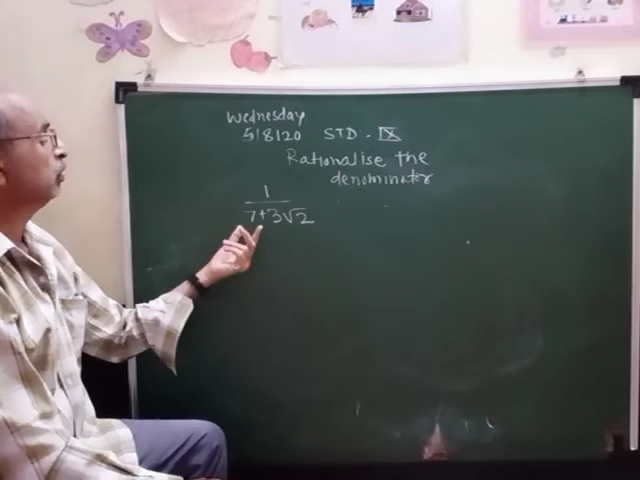 Wednesday
5/8/20 STD. IX
Rationalise the
denominator
1
7+3√2